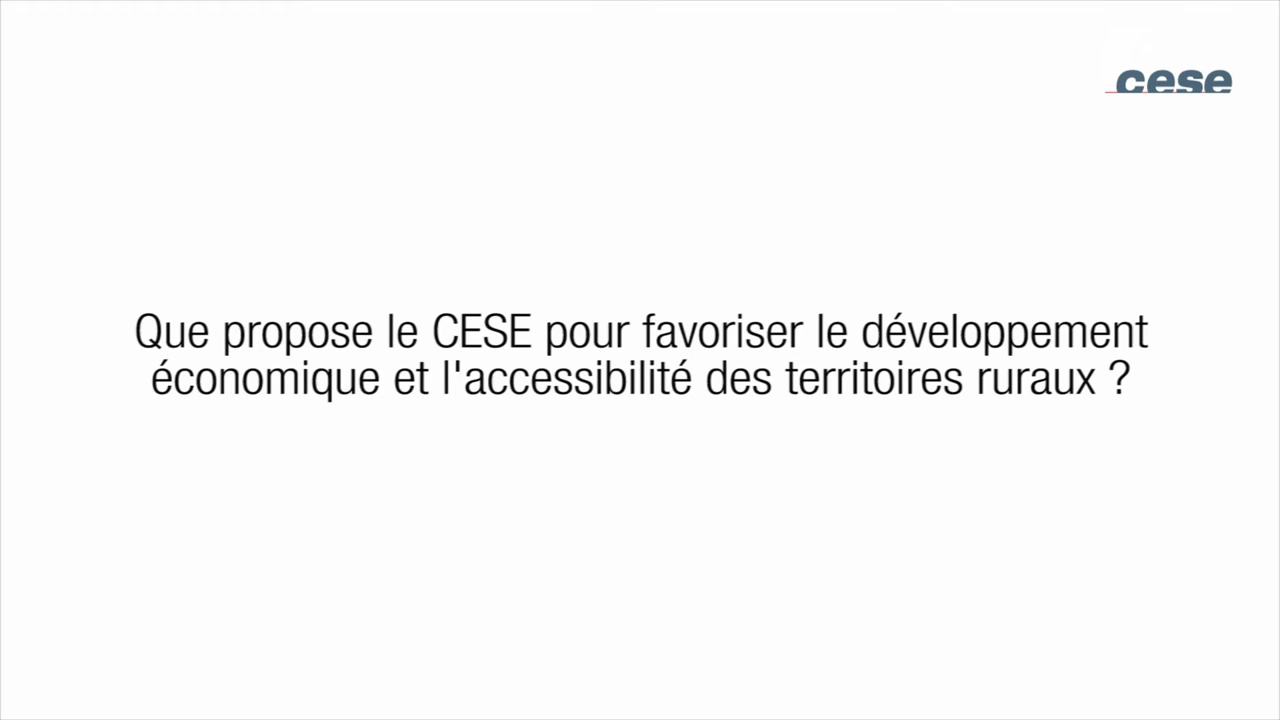 cese
Que propose le CESE pour favoriser le développement
économique et l'accessibilité des territoires ruraux ?